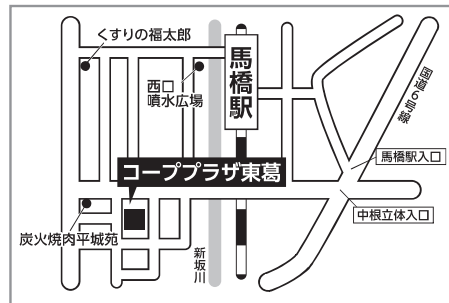 くすりの福太郎
西口
噴水広場
馬橋駅
国道6号線
馬橋駅入口
コーププラザ東葛
中根立体入口
炭火焼肉平城苑
新坂川